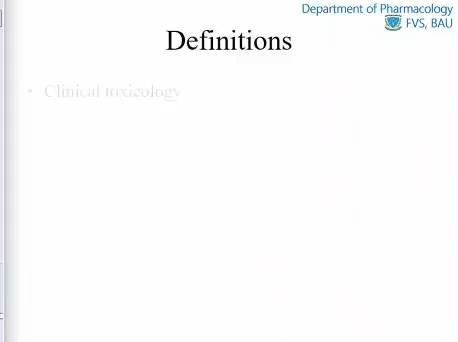 Department of Pharmacology
FVS, BAU
Definitions
• Clinical toxicology